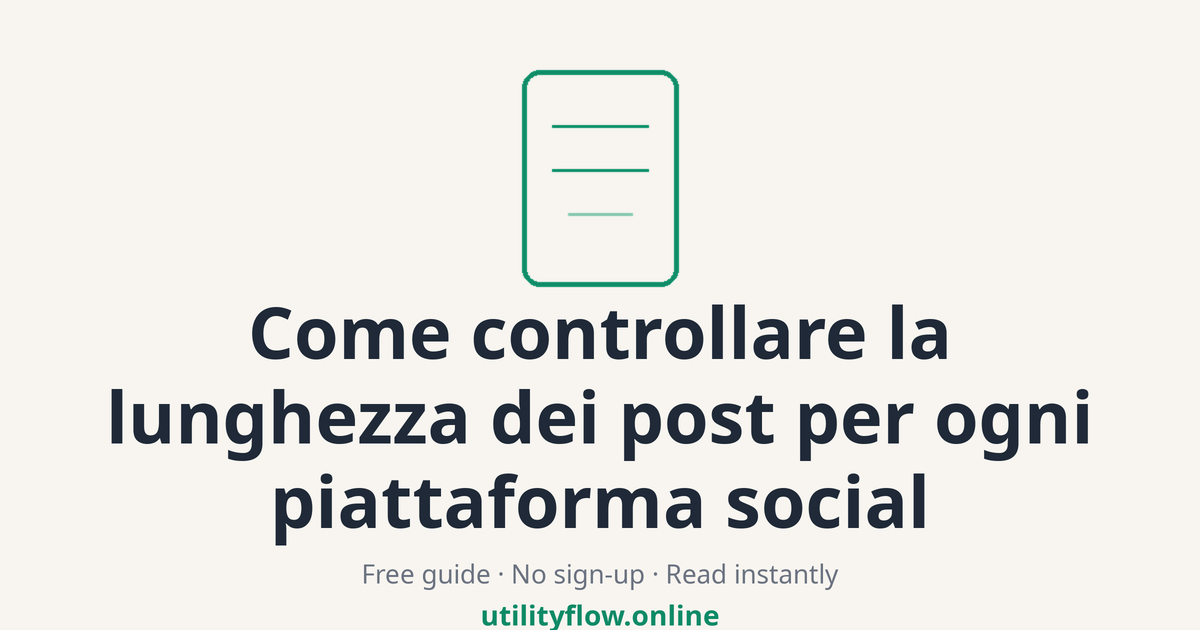 Come controllare la
lunghezza dei post per ogni
piattaforma social
Free guide · No sign-up · Read instantly
utilityflow.online